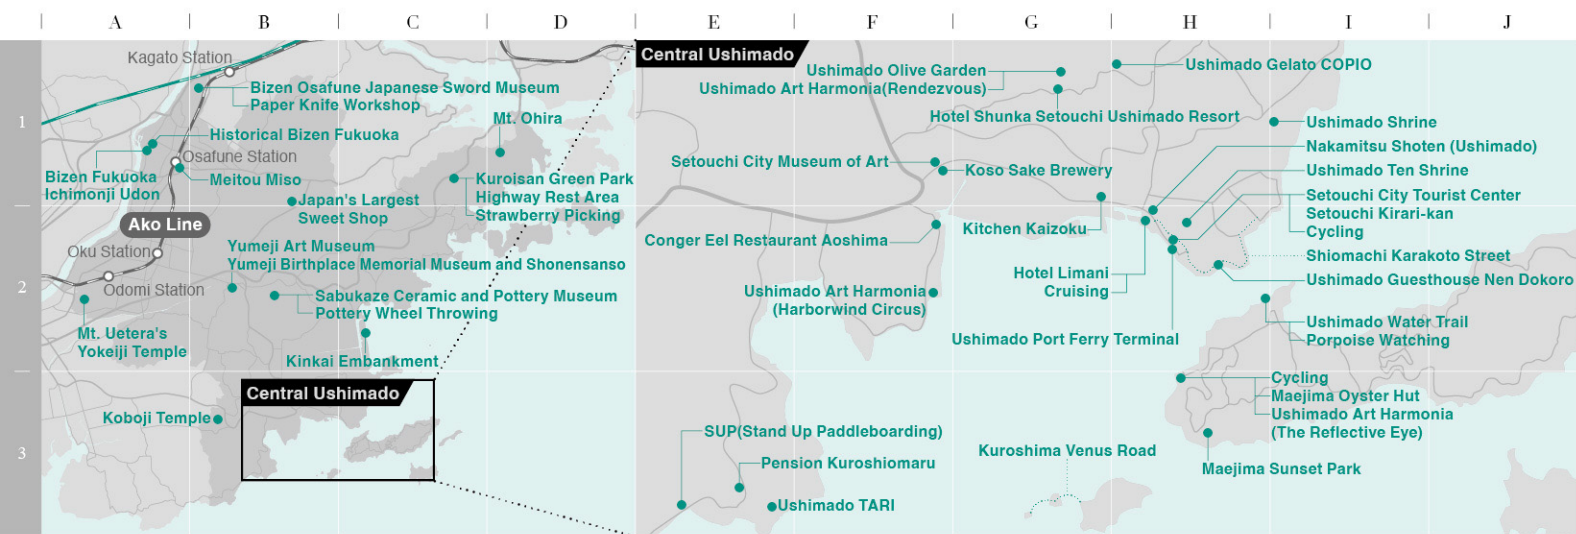 A
B
C
D
E
F
G
H
I
J
1
2
3
Kagato Station
Bizen Osafune Japanese Sword Museum
Paper Knife Workshop
Historical Bizen Fukuoka
Mt. Ohira
Osafune Station
Bizen Fukuoka
Ichimonji Udon
Meitou Miso
Kuroisan Green Park
Highway Rest Area
Strawberry Picking
Japan's Largest
Sweet Shop
Ako Line
Oku Station
Yumeji Art Museum
Yumeji Birthplace Memorial Museum and Shonensanso
Odomi Station
Sabukaze Ceramic and Pottery Museum
Pottery Wheel Throwing
Mt. Uetera's
Yokeiji Temple
Kinkai Embankment
Central Ushimado
Koboji Temple
Central Ushimado
Ushimado Olive Garden
Ushimado Art Harmonia(Rendezvous)
Ushimado Gelato COPIO
Hotel Shunka Setouchi Ushimado Resort
Ushimado Shrine
Nakamitsu Shoten (Ushimado)
Setouchi City Museum of Art
Koso Sake Brewery
Ushimado Ten Shrine
Setouchi City Tourist Center
Setouchi Kirari-kan
Cycling
Kitchen Kaizoku
Conger Eel Restaurant Aoshima
Shiomachi Karakoto Street
Hotel Limani
Cruising
Ushimado Guesthouse Nen Dokoro
Ushimado Art Harmonia
(Harborwind Circus)
Ushimado Port Ferry Terminal
Ushimado Water Trail
Porpoise Watching
Cycling
Maejima Oyster Hut
Ushimado Art Harmonia
(The Reflective Eye)
SUP(Stand Up Paddleboarding)
Kuroshima Venus Road
Pension Kuroshiomaru
Maejima Sunset Park
Ushimado TARI